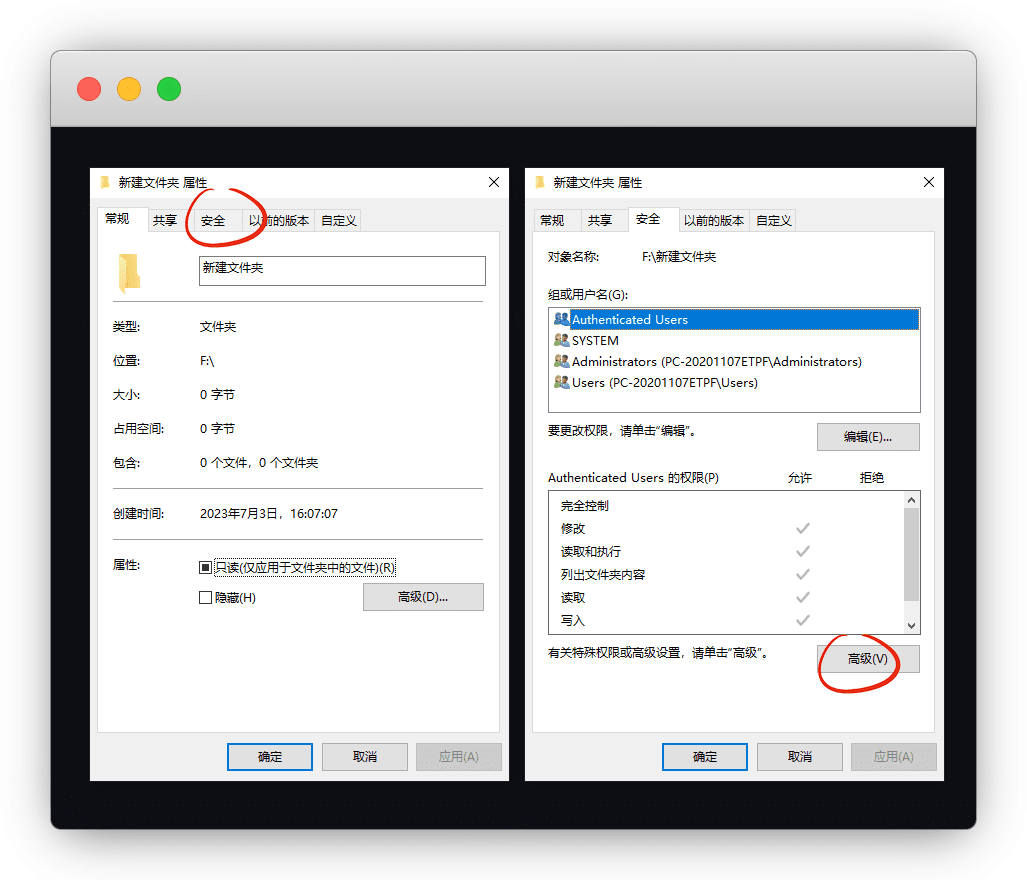 新建文件夹 属性
常规 共享 安全 以前的版本 自定义
新建文件夹
类型: 文件夹
位置: F:\
大小: 0 字节
占用空间: 0 字节
包含: 0 个文件，0 个文件夹
创建时间: 2023年7月3日，16:07:07
属性: 只读(仅应用于文件夹中的文件)(R)
隐藏(H) 高级(D)...
确定 取消 应用(A)
新建文件夹 属性
常规 共享 安全 以前的版本 自定义
对象名称: F:\新建文件夹
组或用户名(G):
Authenticated Users
SYSTEM
Administrators (PC-20201107ETPF\Administrators)
Users (PC-20201107ETPF\Users)
要更改权限，请单击“编辑”。 编辑(E)...
Authenticated Users 的权限(P) 允许 拒绝
完全控制
修改
读取和执行
列出文件夹内容
读取
写入
有关特殊权限或高级设置，请单击“高级”。 高级(V)
确定 取消 应用(A)